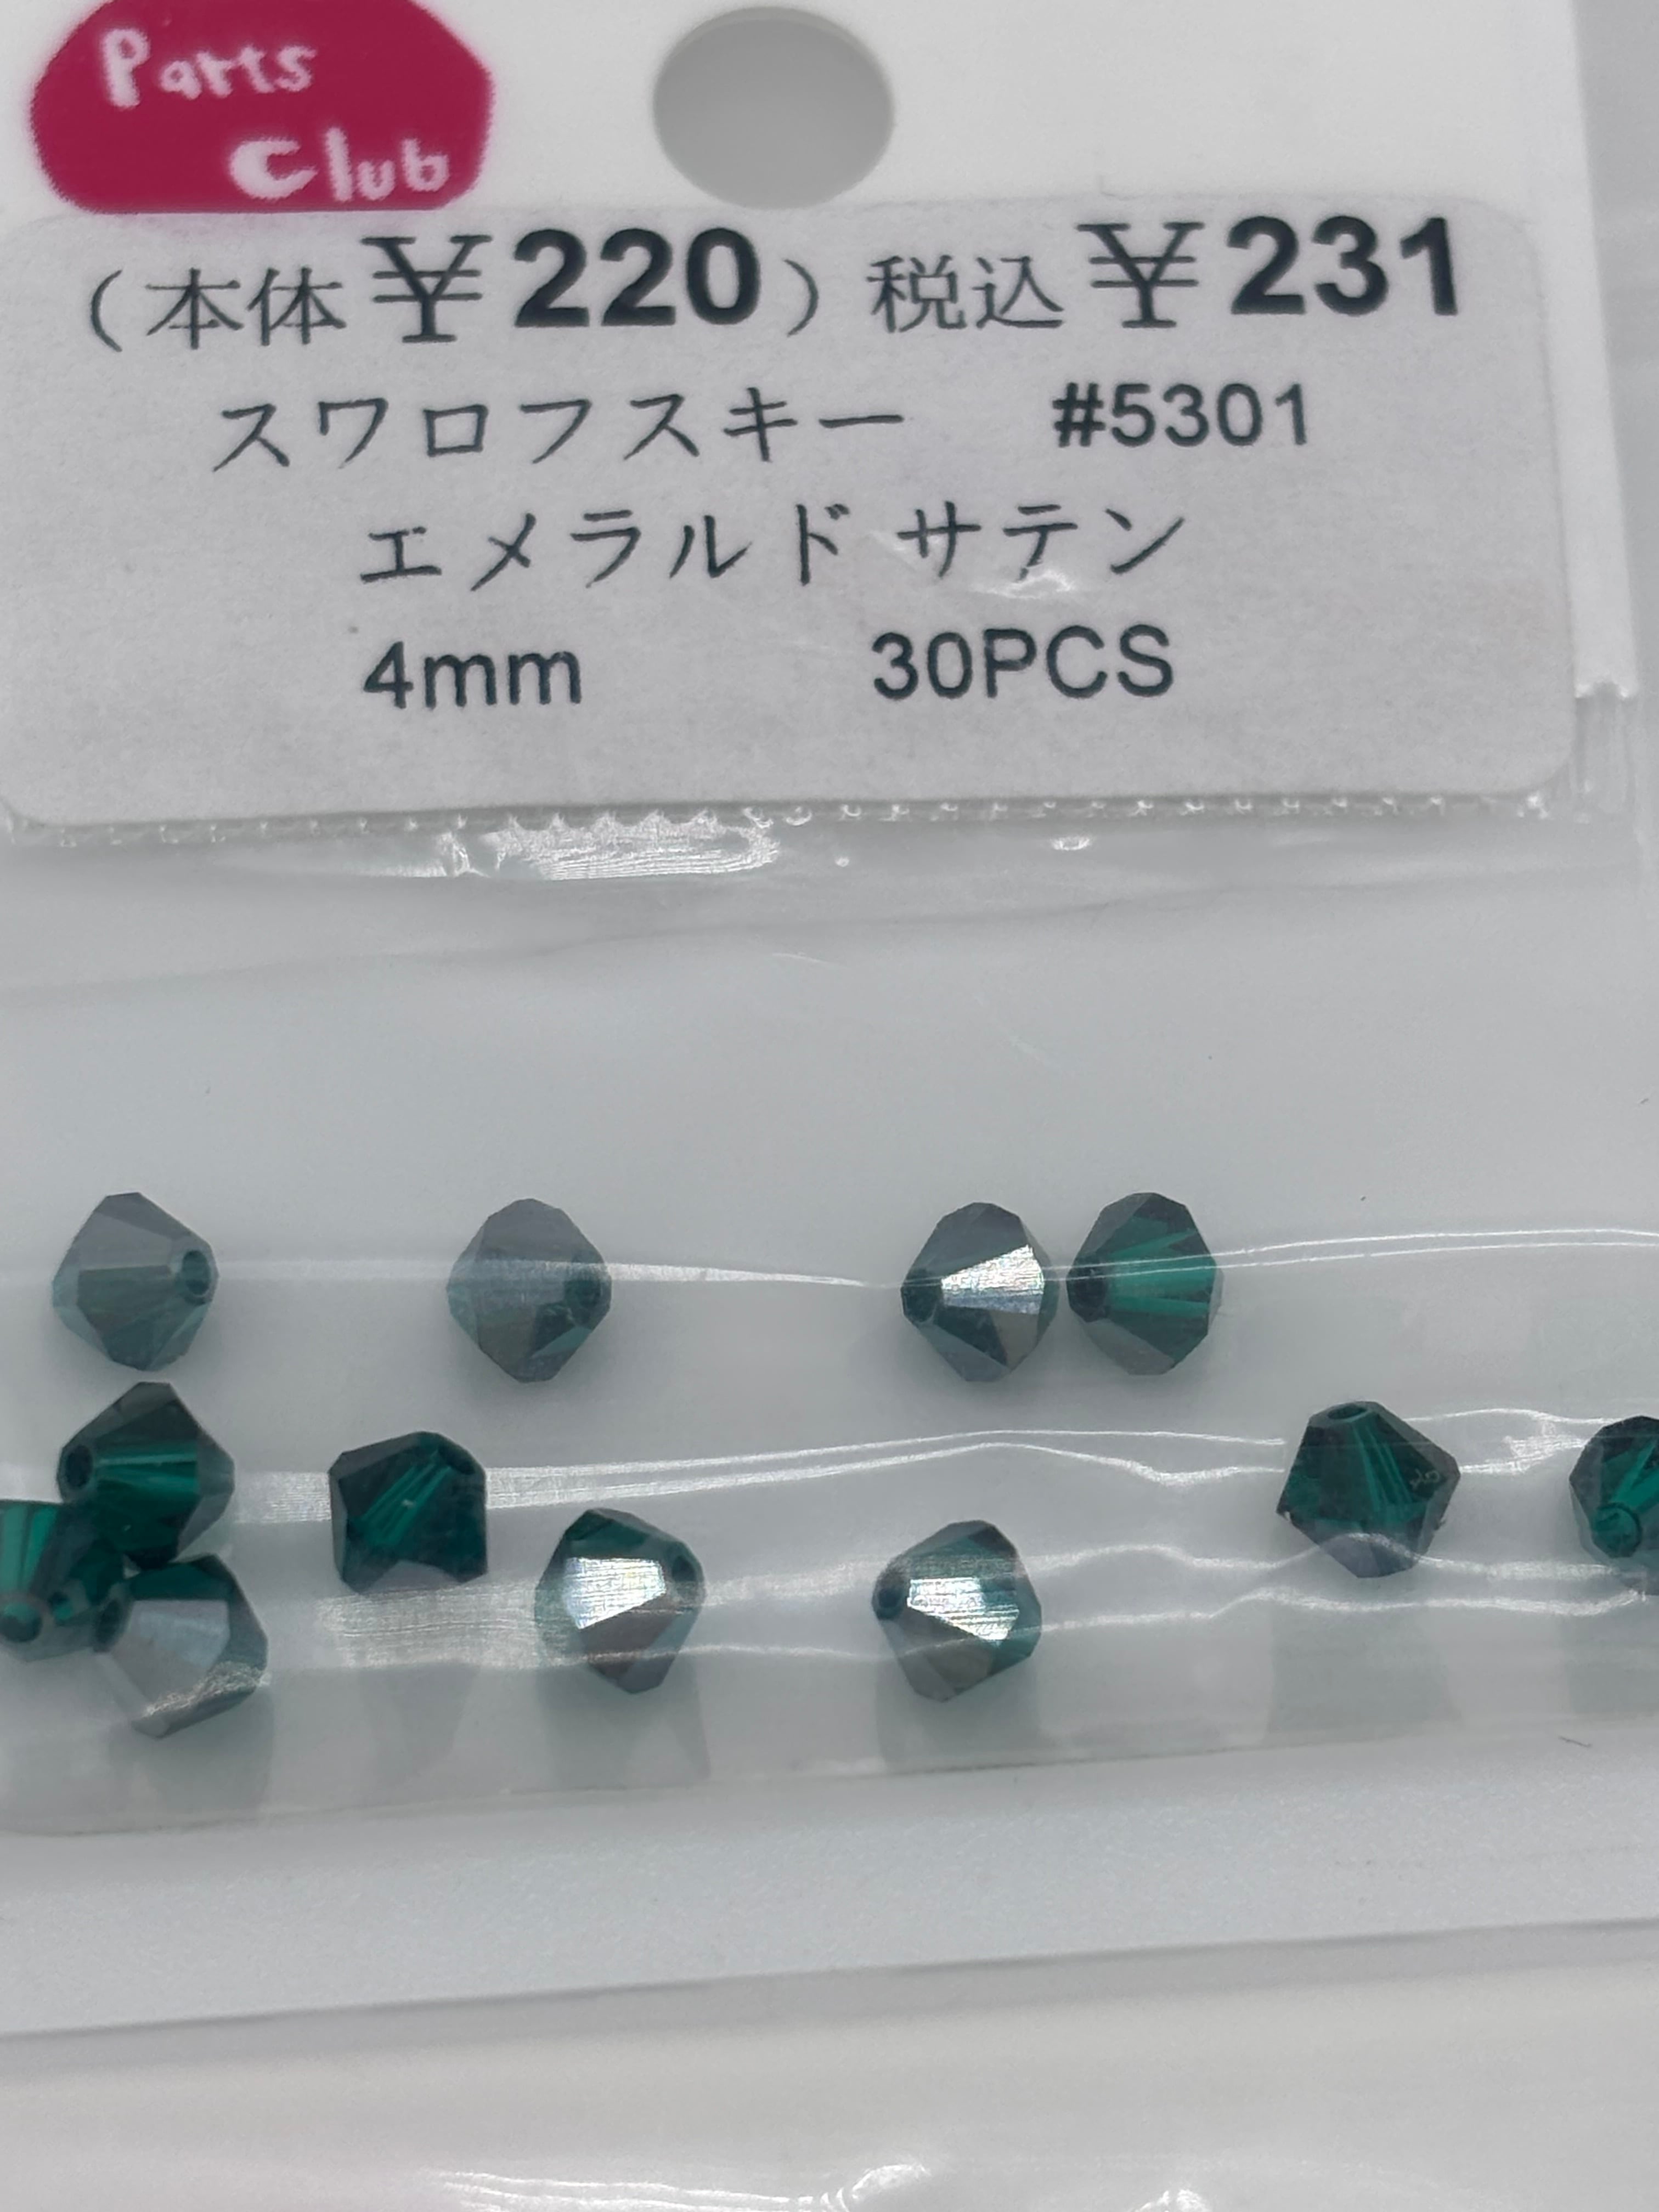 Parts
Club
(本体¥220)税込¥231
スワロフスキー #5301
エメラルド サテン
4mm 30PCS